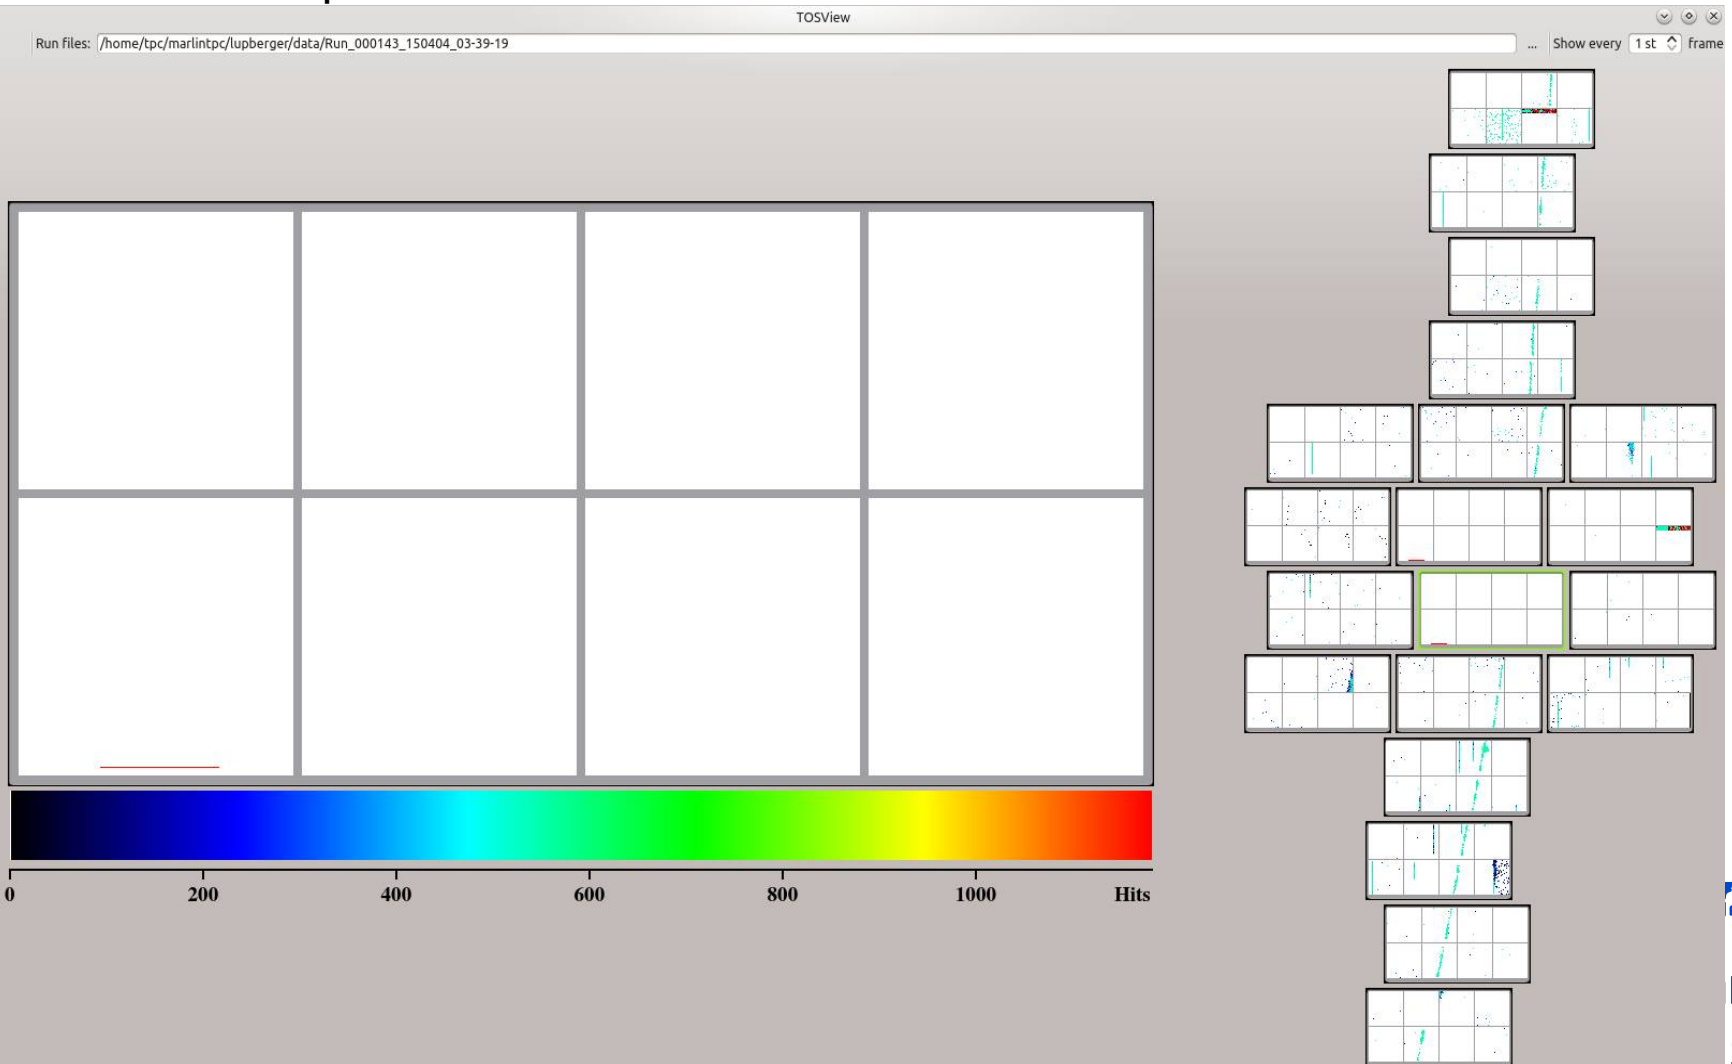 TOSView
Run files: /home/tpc/marlintpc/lupberger/data/Run_000143_150404_03-39-19 ... Show every 1 st frame
0 200 400 600 800 1000 Hits